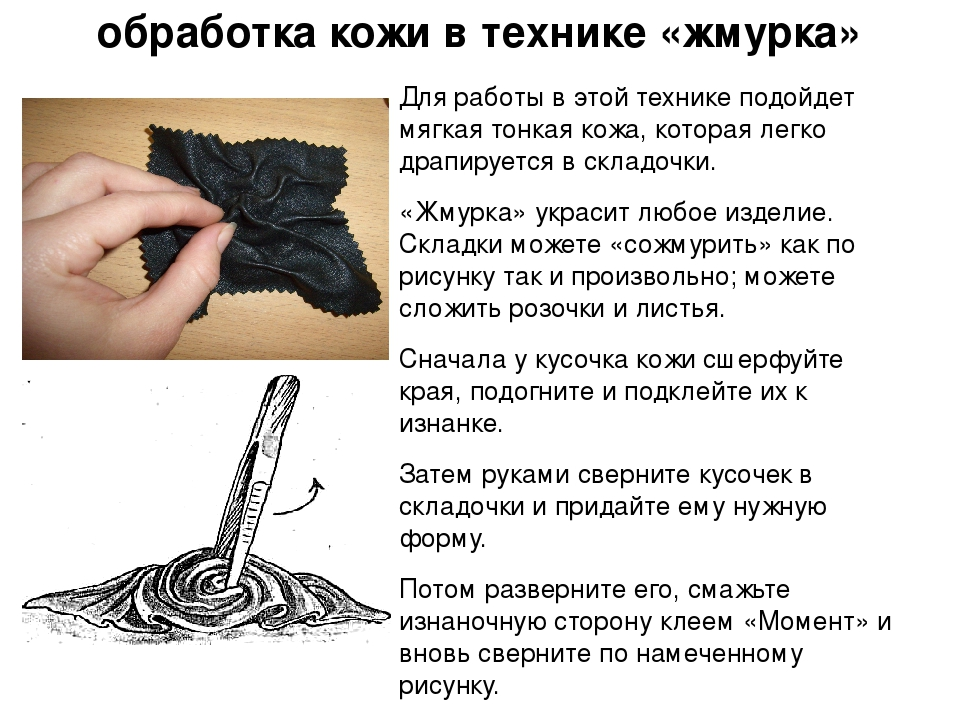 обработка кожи в технике «жмурка»
Для работы в этой технике подойдет
мягкая тонкая кожа, которая легко
драпируется в складочки.
«Жмурка» украсит любое изделие.
Складки можете «сожмурить» как по
рисунку так и произвольно; можете
сложить розочки и листья.
Сначала у кусочка кожи сшерфуйте
края, подогните и подклейте их к
изнанке.
Затем руками сверните кусочек в
складочки и придайте ему нужную
форму.
Потом разверните его, смажьте
изнаночную сторону клеем «Момент» и
вновь сверните по намеченному
рисунку.